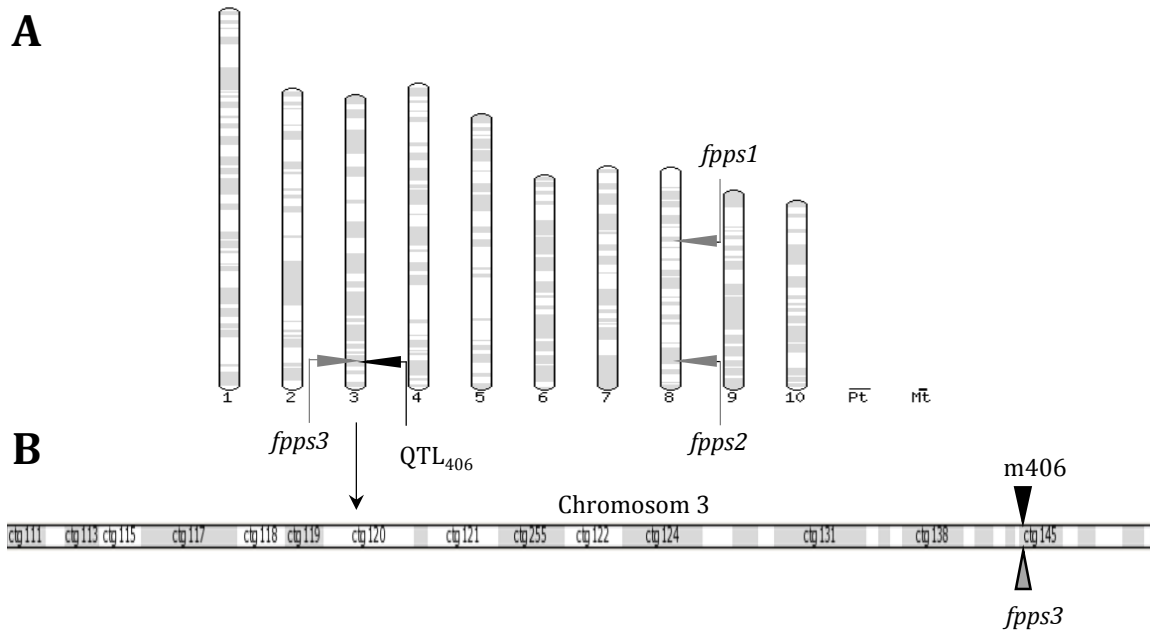 A
fpps1
1 2 3 4 5 6 7 8 9 10 Pt Mt
fpps3
QTL406
fpps2
B
m406
Chromosom 3
ctg111 ctg113 ctg115 ctg117 ctg118 ctg119 ctg120 ctg121 ctg255 ctg122 ctg124 ctg131 ctg138 ctg145
fpps3